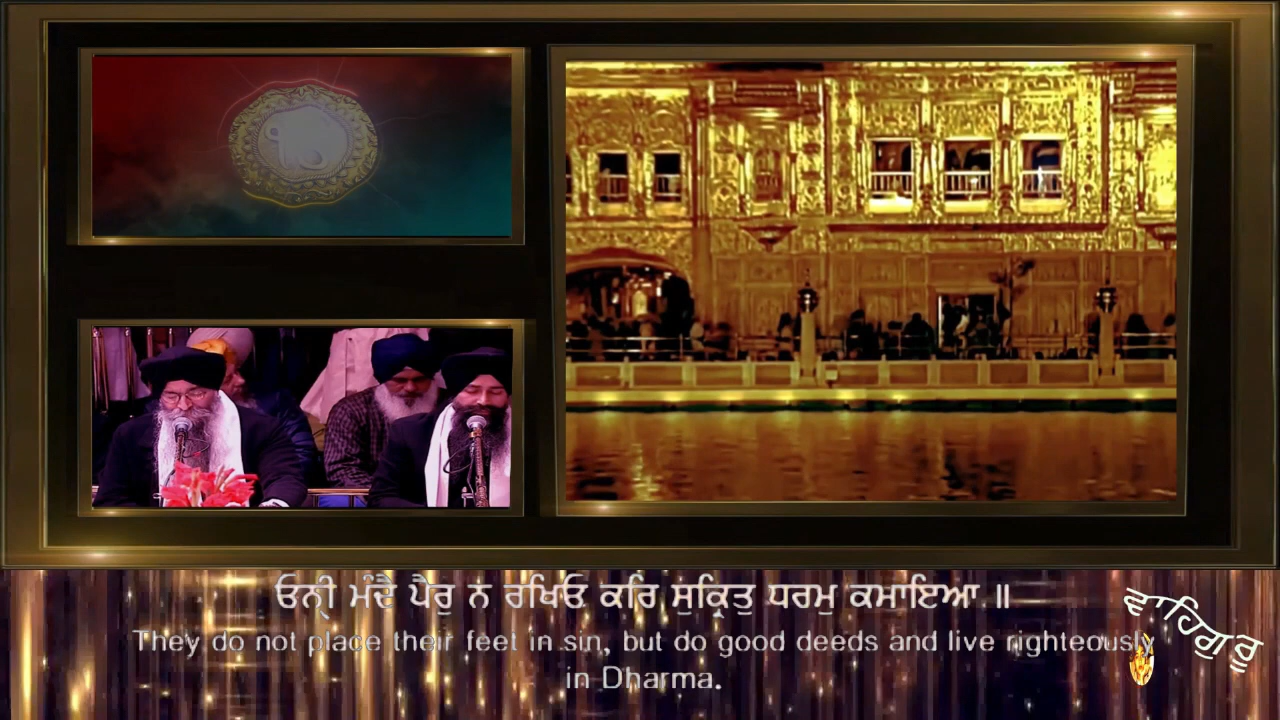 ੴ
ਓਨੑੀ ਮੰਦੈ ਪੈਰੁ ਨ ਰਖਿਓ ਕਰਿ ਸੁਕ੍ਰਿਤੁ ਧਰਮੁ ਕਮਾਇਆ ॥
They do not place their feet in sin, but do good deeds and live righteously
in Dharma.
ਵਾਹਿਗੁਰੂ